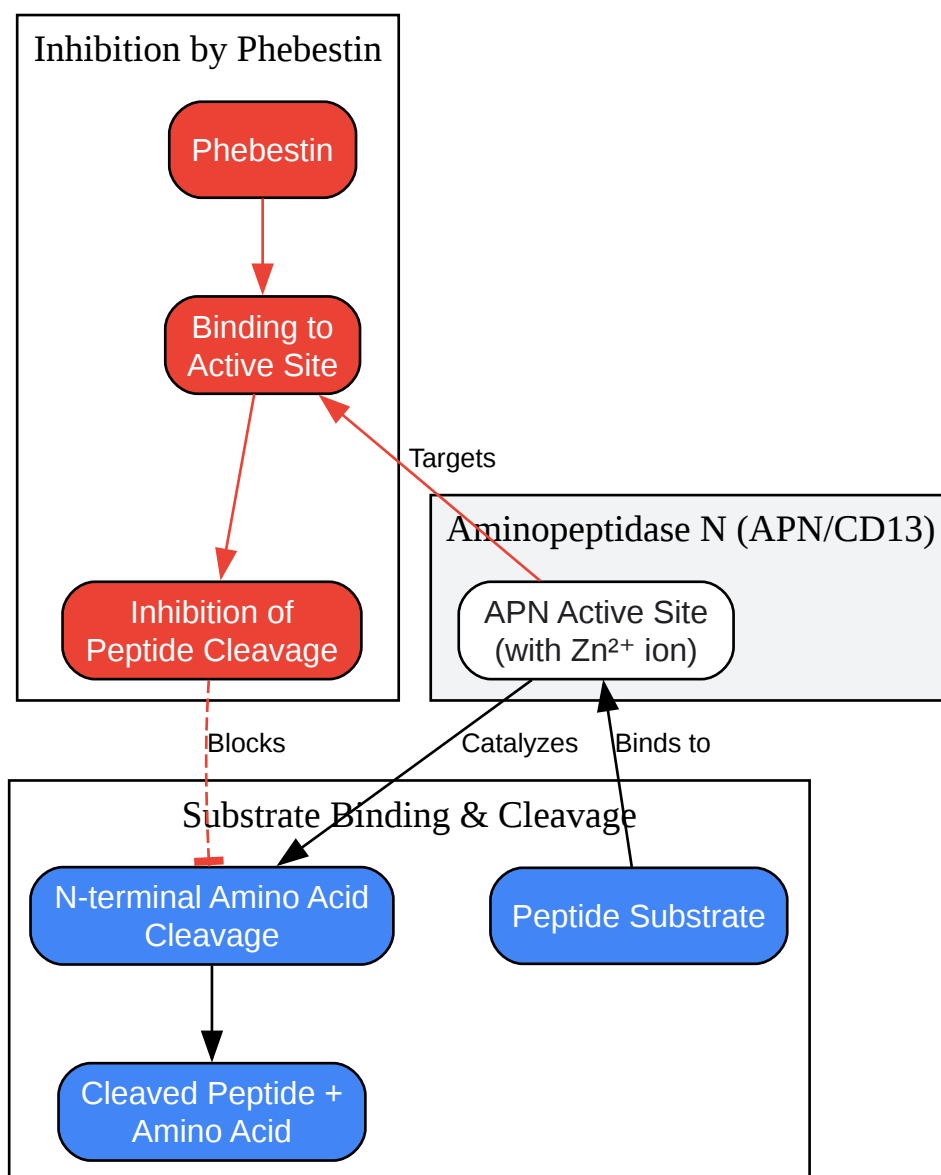 Inhibition by Phebestin
Phebestin
Binding to
Active Site
Targets
Aminopeptidase N (APN/CD13)
Inhibition of
Peptide Cleavage
APN Active Site
(with Zn²⁺ ion)
Blocks
Catalyzes
Binds to
Substrate Binding & Cleavage
N-terminal Amino Acid
Cleavage
Peptide Substrate
Cleaved Peptide +
Amino Acid